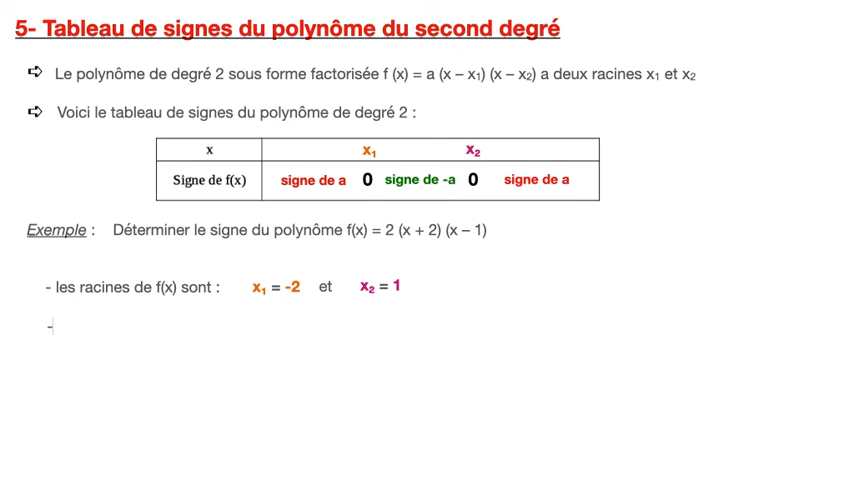 5- Tableau de signes du polynôme du second degré
➪ Le polynôme de degré 2 sous forme factorisée f (x) = a (x – x₁) (x – x₂) a deux racines x₁ et x₂
➪ Voici le tableau de signes du polynôme de degré 2 :
x x₁ x₂
Signe de f(x) signe de a 0 signe de -a 0 signe de a
Exemple : Déterminer le signe du polynôme f(x) = 2 (x + 2) (x – 1)
- les racines de f(x) sont : x₁ = -2 et x₂ = 1
-